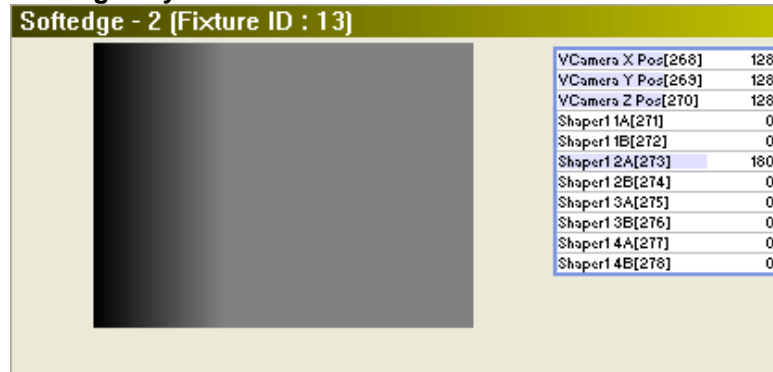 Softedge - 2 (Fixture ID : 13)
VCamera X Pos[268] 128
VCamera Y Pos[269] 128
VCamera Z Pos[270] 128
Shaper1 1A[271] 0
Shaper1 1B[272] 0
Shaper1 2A[273] 180
Shaper1 2B[274] 0
Shaper1 3A[275] 0
Shaper1 3B[276] 0
Shaper1 4A[277] 0
Shaper1 4B[278] 0